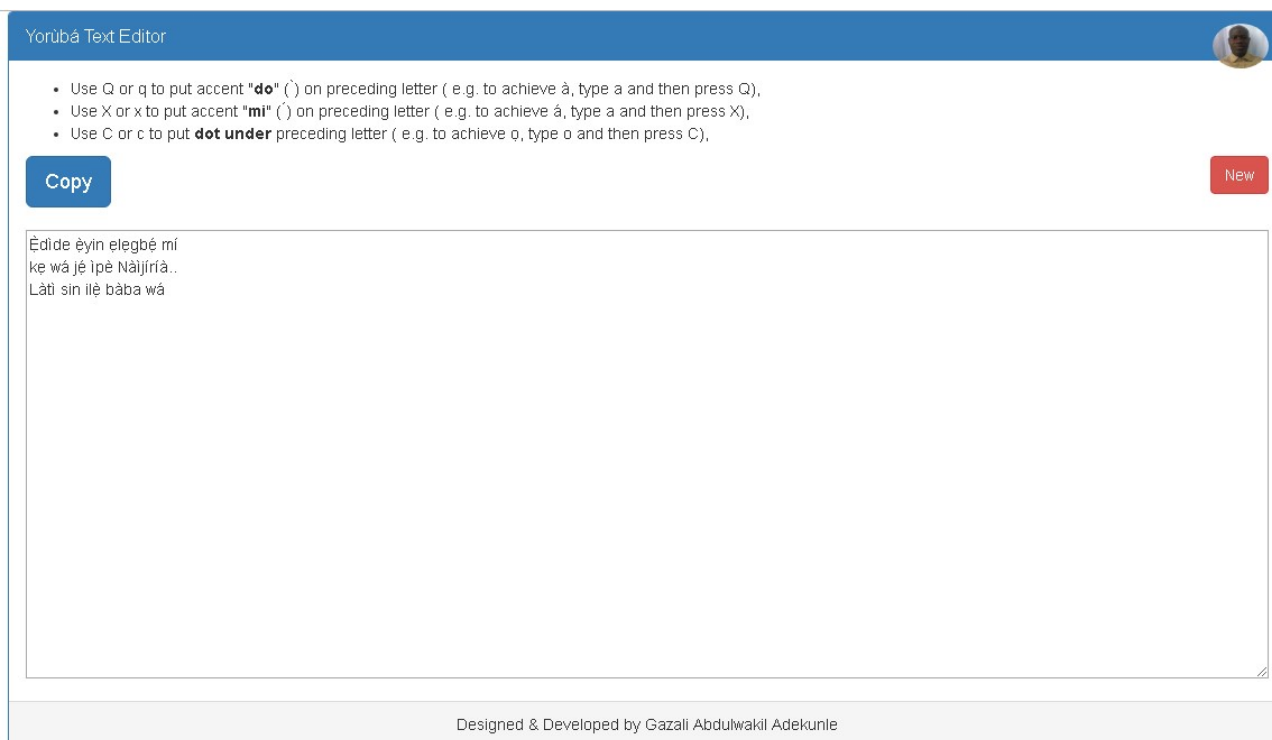 Yorùbá Text Editor
Use Q or q to put accent "do" (`) on preceding letter ( e.g. to achieve à, type a and then press Q),
Use X or x to put accent "mi" (´) on preceding letter ( e.g. to achieve á, type a and then press X),
Use C or c to put dot under preceding letter ( e.g. to achieve ọ, type o and then press C),
Copy
New
Ẹ̀dìde ẹ̀yin ẹlẹgbẹ́ mí
kẹ wá jẹ́ ìpè Nàìjíríà..
Làtì sin ilẹ̀ bàba wá
Designed & Developed by Gazali Abdulwakil Adekunle